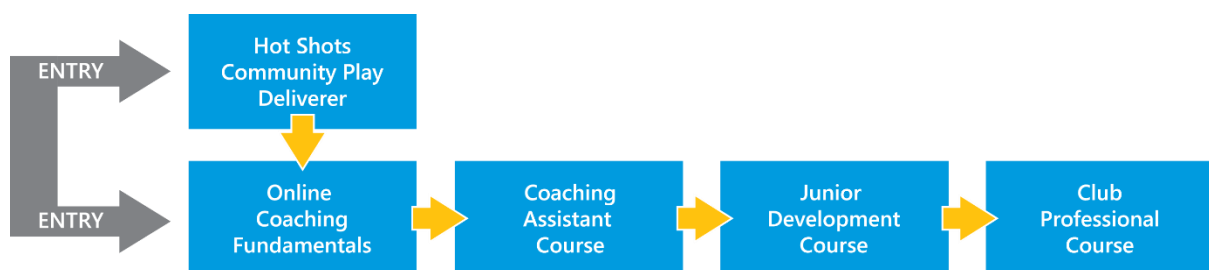 ENTRY
Hot Shots
Community Play
Deliverer
ENTRY
Online
Coaching
Fundamentals
Coaching
Assistant
Course
Junior
Development
Course
Club
Professional
Course